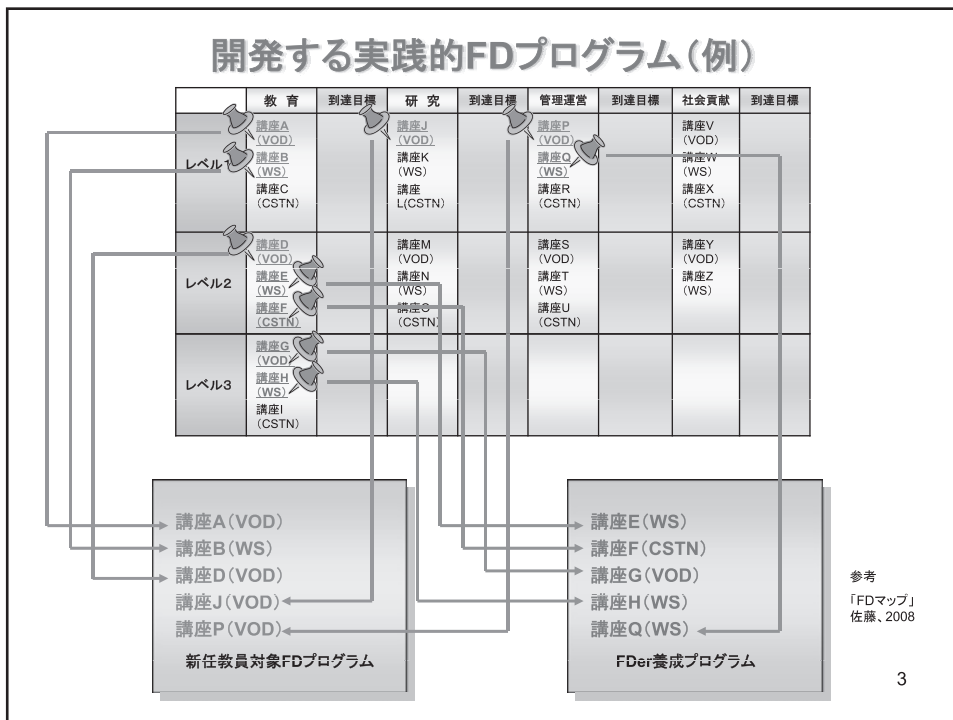 開発する実践的FDプログラム(例)
教 育 到達目標 研 究 到達目標 管理運営 到達目標 社会貢献 到達目標
レベル1
講座A
(VOD)
講座B
(WS)
講座C
(CSTN)
講座J
(VOD)
講座K
(WS)
講座
L(CSTN)
講座P
(VOD)
講座Q
(WS)
講座R
(CSTN)
講座V
(VOD)
講座W
(WS)
講座X
(CSTN)
レベル2
講座D
(VOD)
講座E
(WS)
講座F
(CSTN)
講座M
(VOD)
講座N
(WS)
講座O
(CSTN)
講座S
(VOD)
講座T
(WS)
講座U
(CSTN)
講座Y
(VOD)
講座Z
(WS)
レベル3
講座G
(VOD)
講座H
(WS)
講座I
(CSTN)
講座A(VOD)
講座B(WS)
講座D(VOD)
講座J(VOD)
講座P(VOD)
新任教員対象FDプログラム
講座E(WS)
講座F(CSTN)
講座G(VOD)
講座H(WS)
講座Q(WS)
FDer養成プログラム
参考
「FDマップ」
佐藤、2008
3